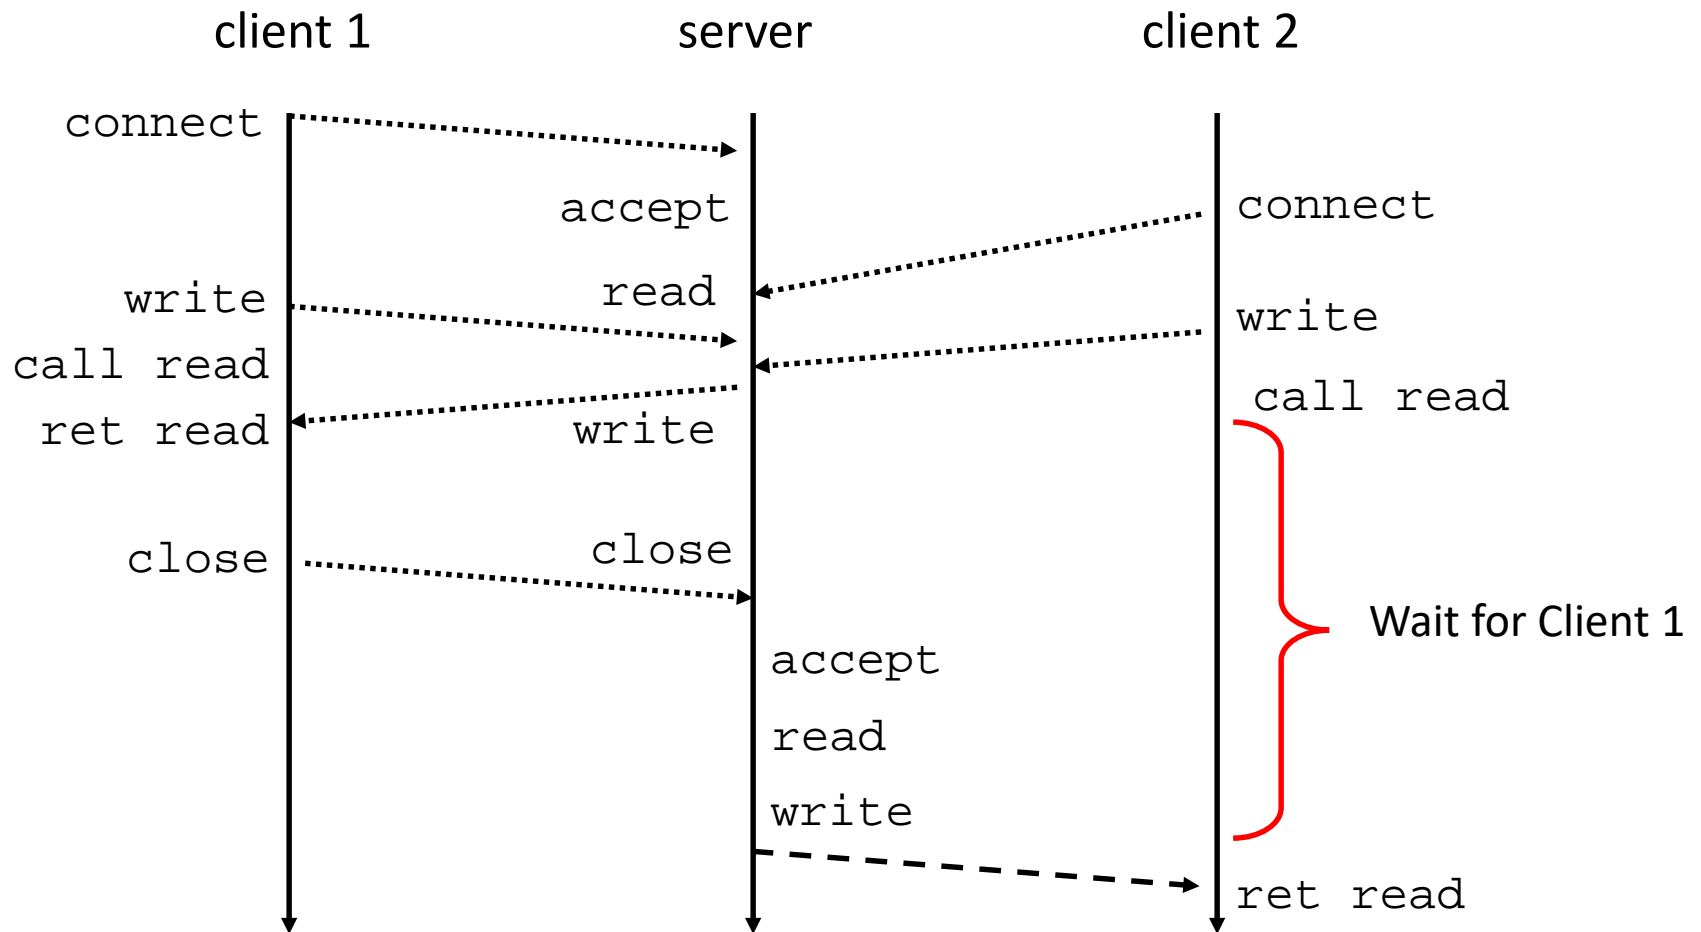 client 1
server
client 2
connect
accept
connect
write
read
write
call read
call read
ret read
write
close
close
Wait for Client 1
accept
read
write
ret read